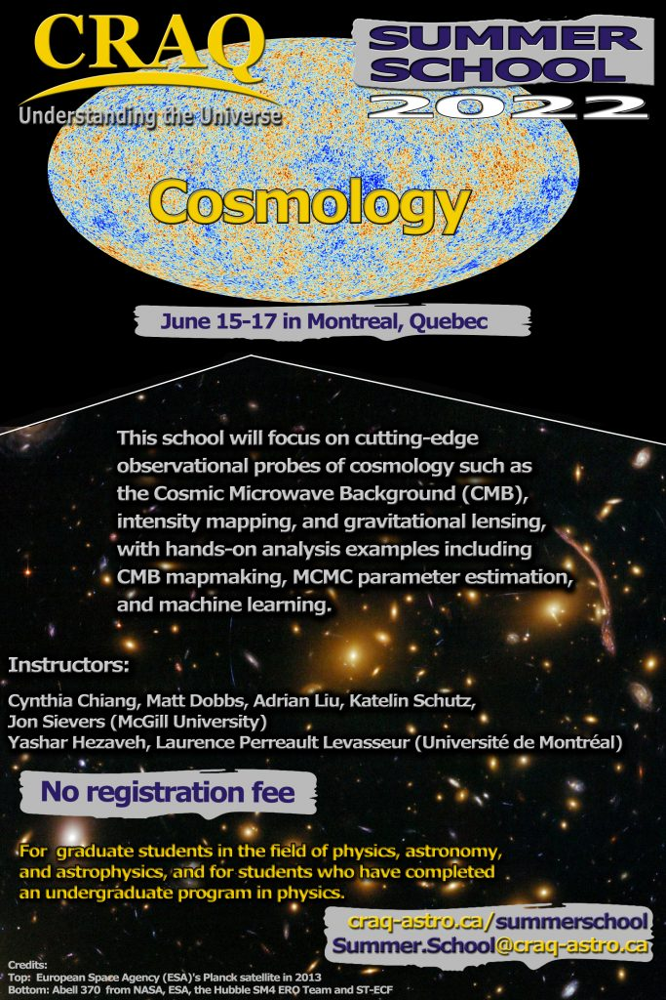 CRAQ
Understanding the Universe
SUMMER
SCHOOL
2022
Cosmology
June 15-17 in Montreal, Quebec
This school will focus on cutting-edge
observational probes of cosmology such as
the Cosmic Microwave Background (CMB),
intensity mapping, and gravitational lensing,
with hands-on analysis examples including
CMB mapmaking, MCMC parameter estimation,
and machine learning.
Instructors:
Cynthia Chiang, Matt Dobbs, Adrian Liu, Katelin Schutz,
Jon Sievers (McGill University)
Yashar Hezaveh, Laurence Perreault Levasseur (Université de Montréal)
No registration fee
For graduate students in the field of physics, astronomy,
and astrophysics, and for students who have completed
an undergraduate program in physics.
craq-astro.ca/summerschool
Summer.School@craq-astro.ca
Credits:
Top: European Space Agency (ESA)'s Planck satellite in 2013
Bottom: Abell 370 from NASA, ESA, the Hubble SM4 ERO Team and ST-ECF